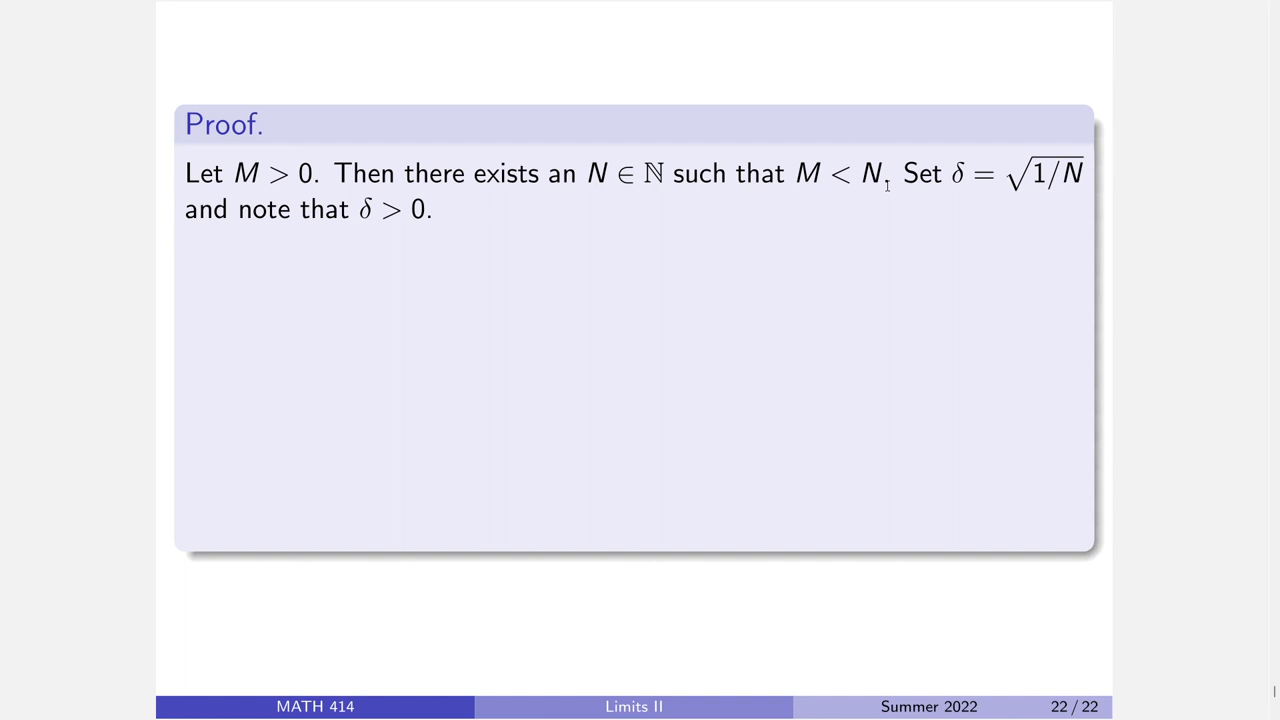 Proof.
Let M > 0. Then there exists an N ∈ ℕ such that M < N. Set δ = √1/N
and note that δ > 0.
MATH 414 Limits II Summer 2022 22 / 22